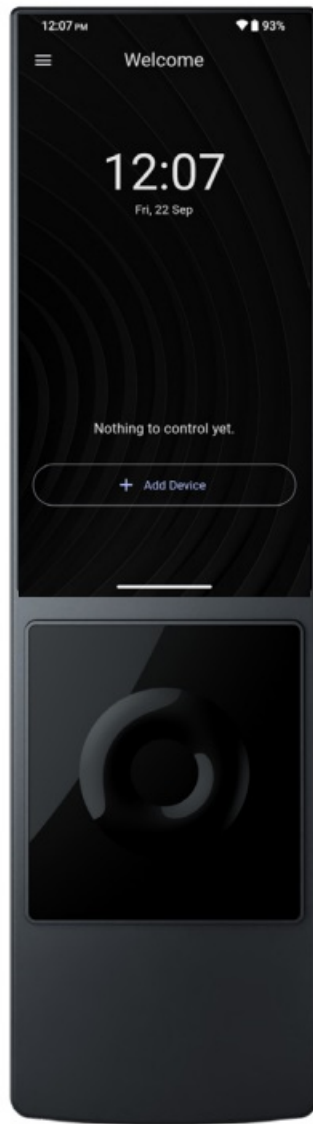 12:07 PM 93%
Welcome
12:07
Fri, 22 Sep
Nothing to control yet.
+ Add Device